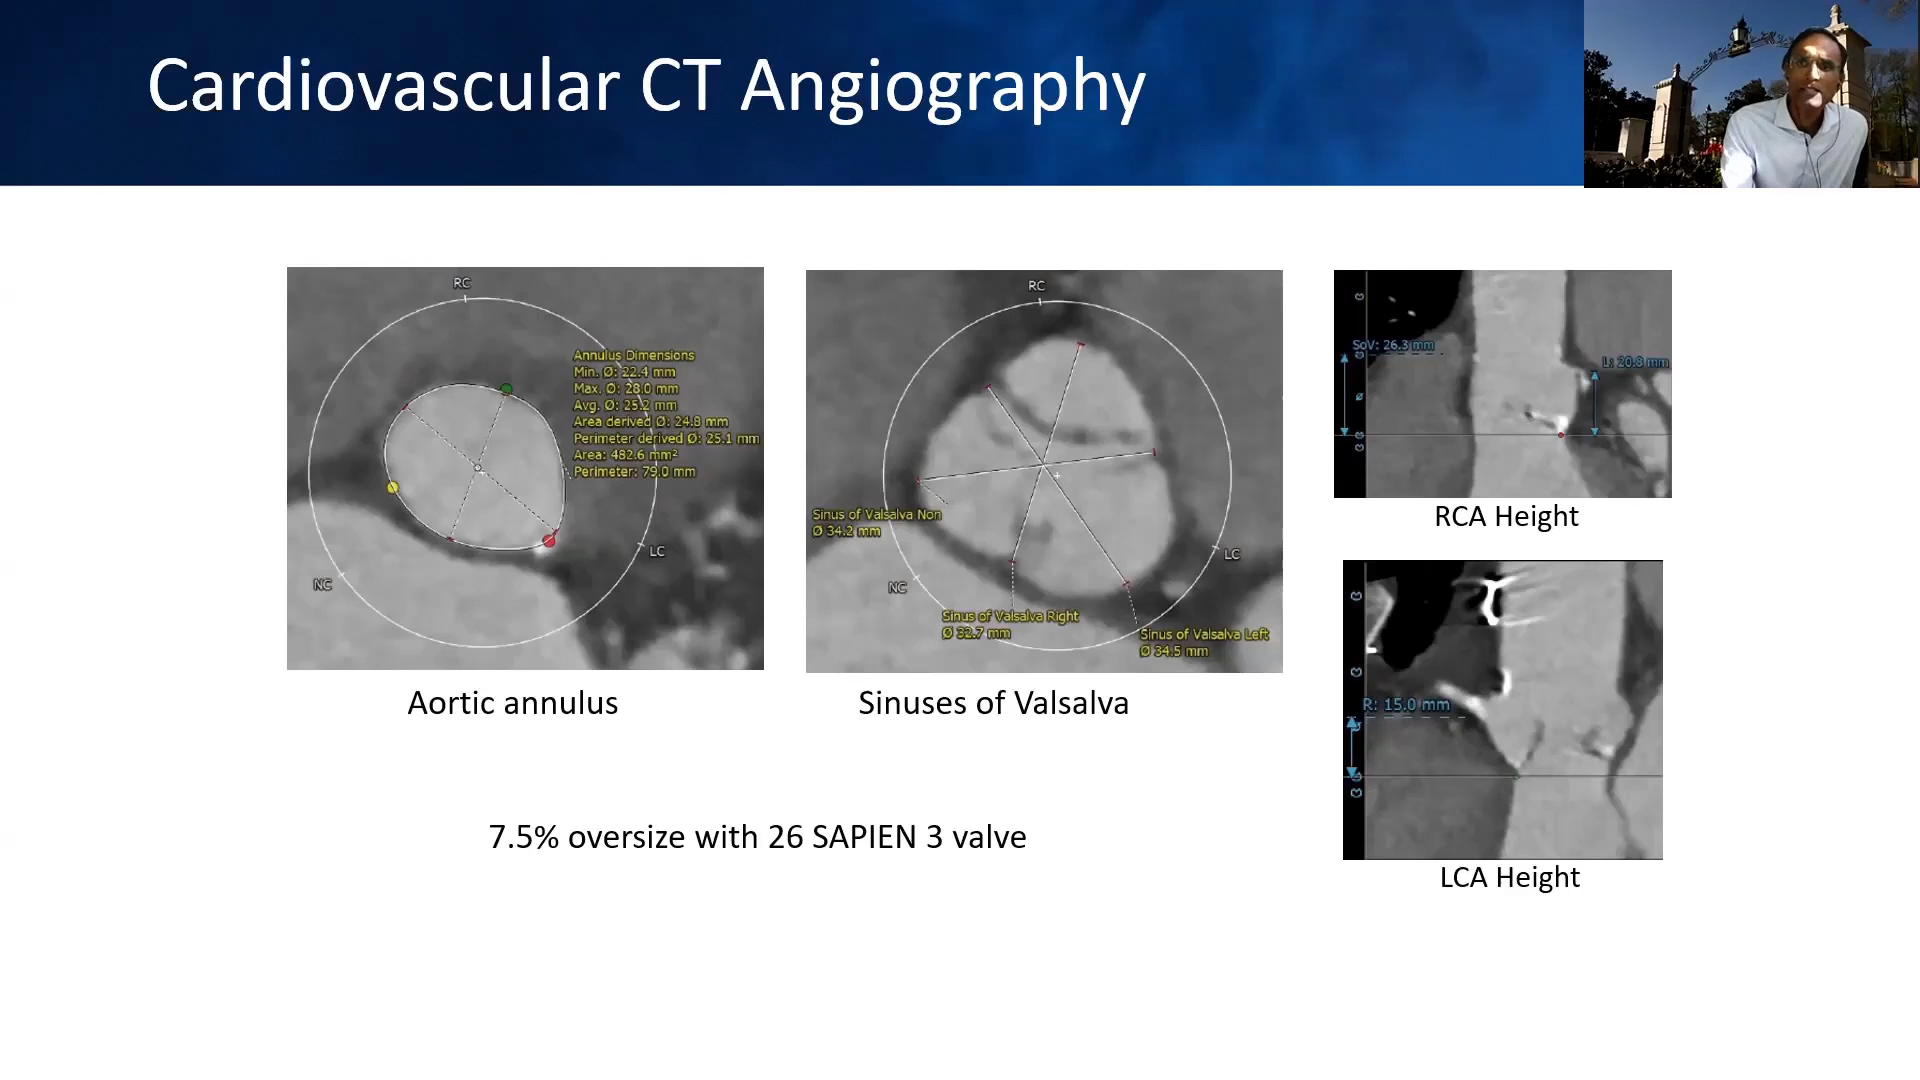 Cardiovascular CT Angiography
RC
Annulus Dimensions
Min. Ø: 22.4 mm
Max. Ø: 28.0 mm
Avg. Ø: 25.2 mm
Area derived Ø: 24.8 mm
Perimeter derived Ø: 25.1 mm
Area: 482.6 mm²
Perimeter: 79.0 mm
LC
NC
Aortic annulus
RC
Sinus of Valsalva Non
Ø 34.2 mm
LC
NC
Sinus of Valsalva Right
Ø 32.7 mm
Sinus of Valsalva Left
Ø 34.5 mm
Sinuses of Valsalva
SoV: 26.3 mm
L: 20.8 mm
RCA Height
R: 15.0 mm
LCA Height
7.5% oversize with 26 SAPIEN 3 valve